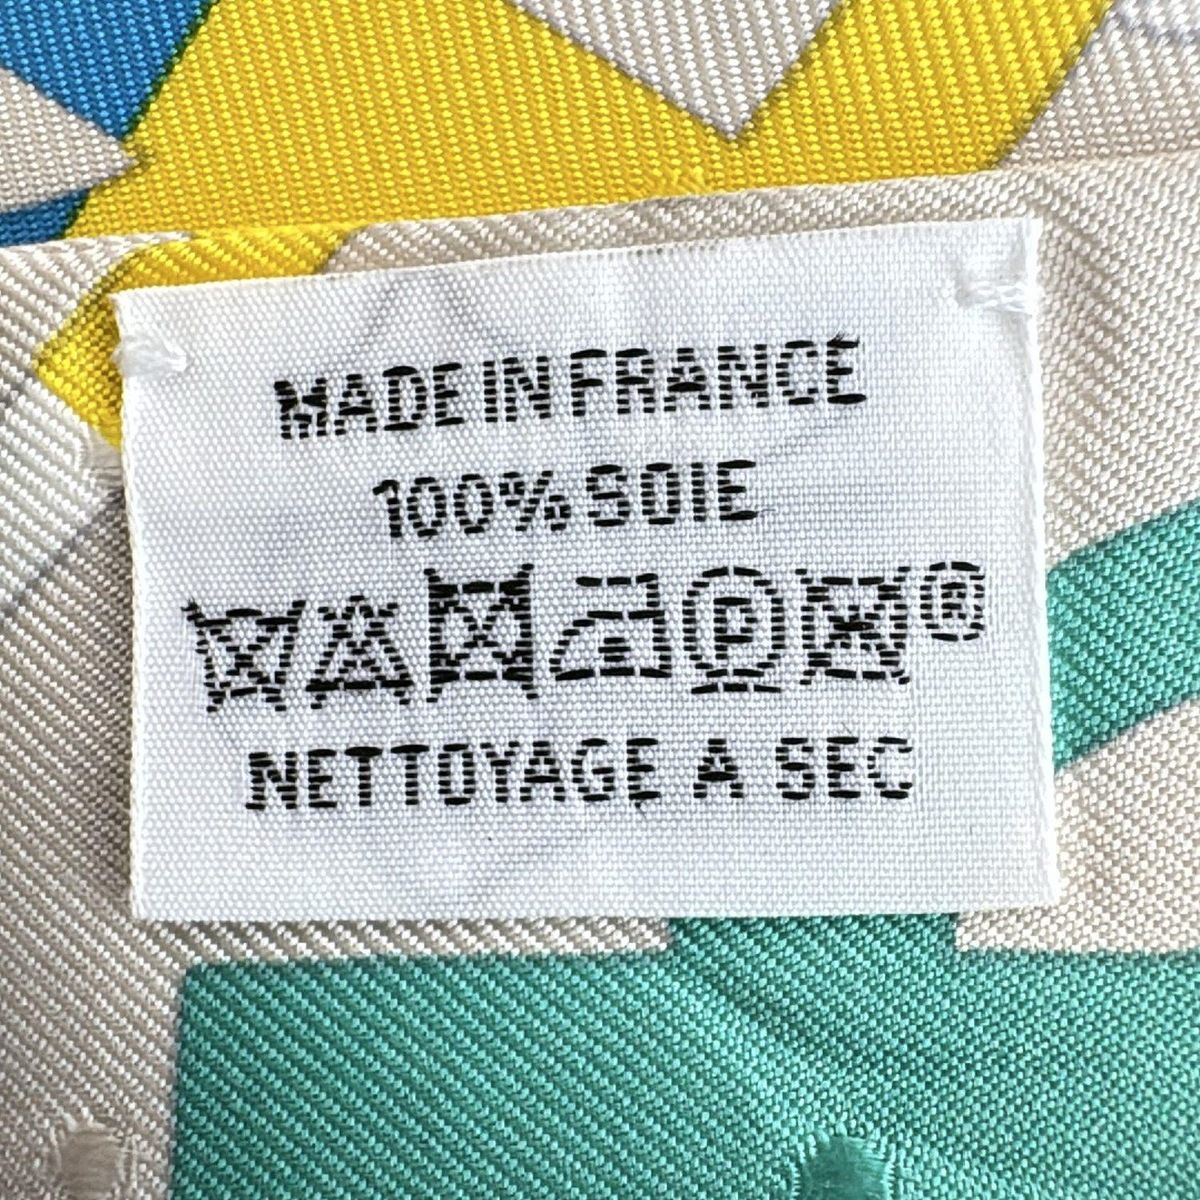 MADE IN FRANCE
100% SOIE
P ®
NETTOYAGE A SEC